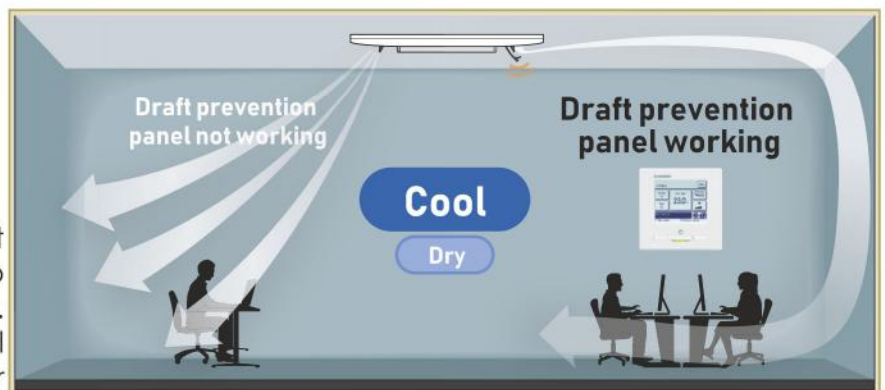 Draft prevention
panel not working
Draft prevention
panel working
Cool
Dry